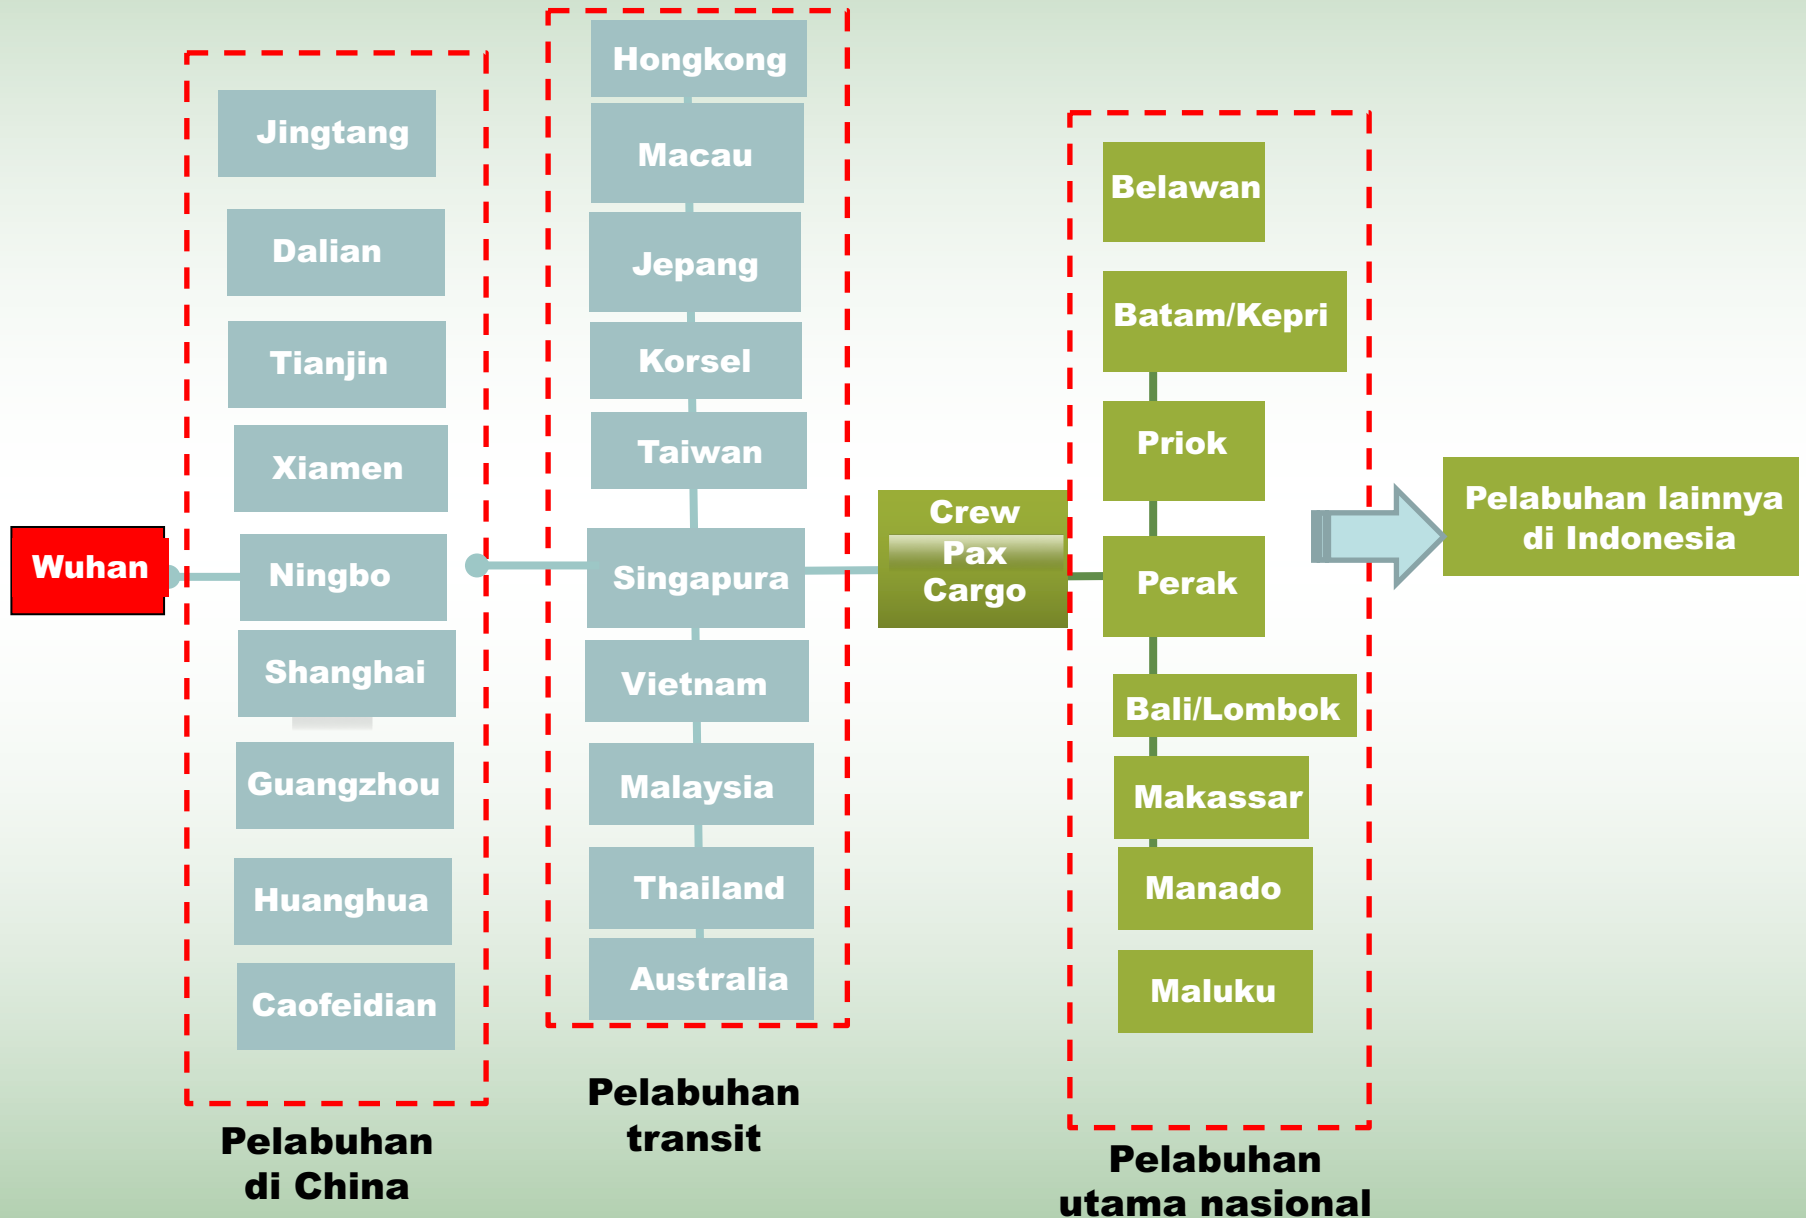 Wuhan
Jingtang
Dalian
Tianjin
Xiamen
Ningbo
Shanghai
Guangzhou
Huanghua
Caofeidian
Pelabuhan
di China
Hongkong
Macau
Jepang
Korsel
Taiwan
Singapura
Vietnam
Malaysia
Thailand
Australia
Pelabuhan
transit
Crew
Pax
Cargo
Belawan
Batam/Kepri
Priok
Perak
Bali/Lombok
Makassar
Manado
Maluku
Pelabuhan
utama nasional
Pelabuhan lainnya
di Indonesia